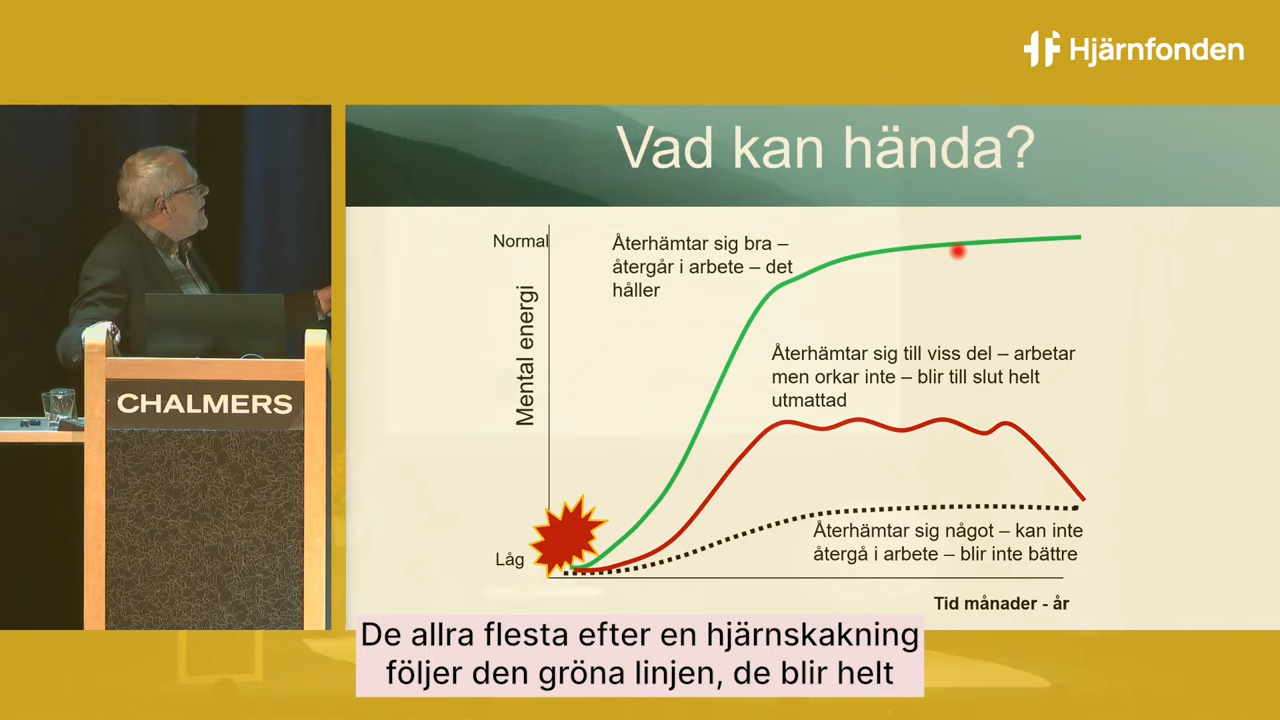 Hjärnfonden
Vad kan hända?
Normal
Återhämtar sig bra –
återgår i arbete – det
håller
Mental energi
Återhämtar sig till viss del – arbetar
men orkar inte – blir till slut helt
utmattad
CHALMERS
Återhämtar sig något – kan inte
återgå i arbete – blir inte bättre
Låg
Tid månader - år
De allra flesta efter en hjärnskakning
följer den gröna linjen, de blir helt